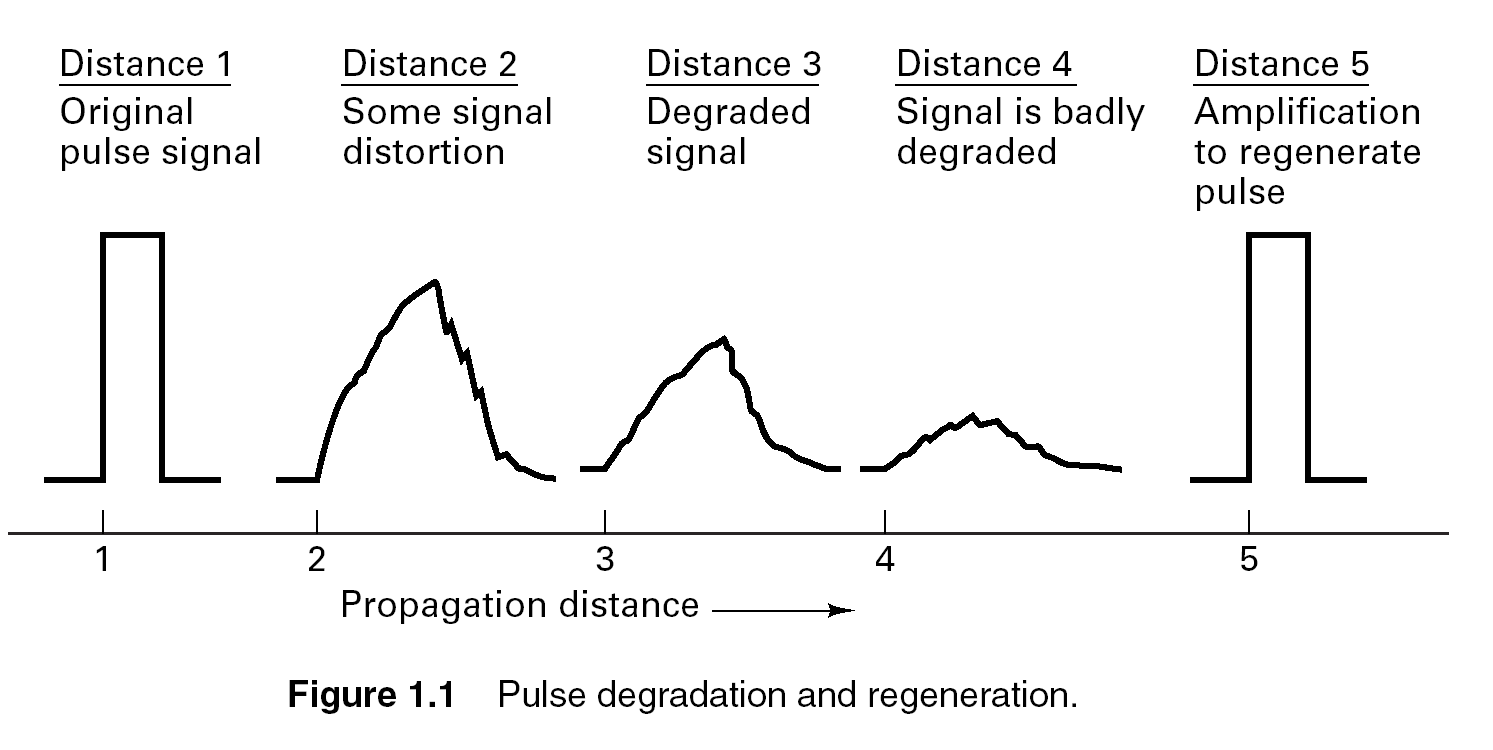 Distance 1
Original
pulse signal
Distance 2
Some signal
distortion
Distance 3
Degraded
signal
Distance 4
Signal is badly
degraded
Distance 5
Amplification
to regenerate
pulse
1 2 3 4 5
Propagation distance
Figure 1.1 Pulse degradation and regeneration.